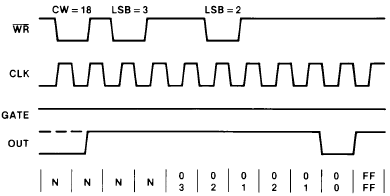 CW = 18 LSB = 3 LSB = 2
WR
CLK
GATE
OUT
N N N N 0 0 0 0 0 0 FF
3 2 1 2 1 0 FF